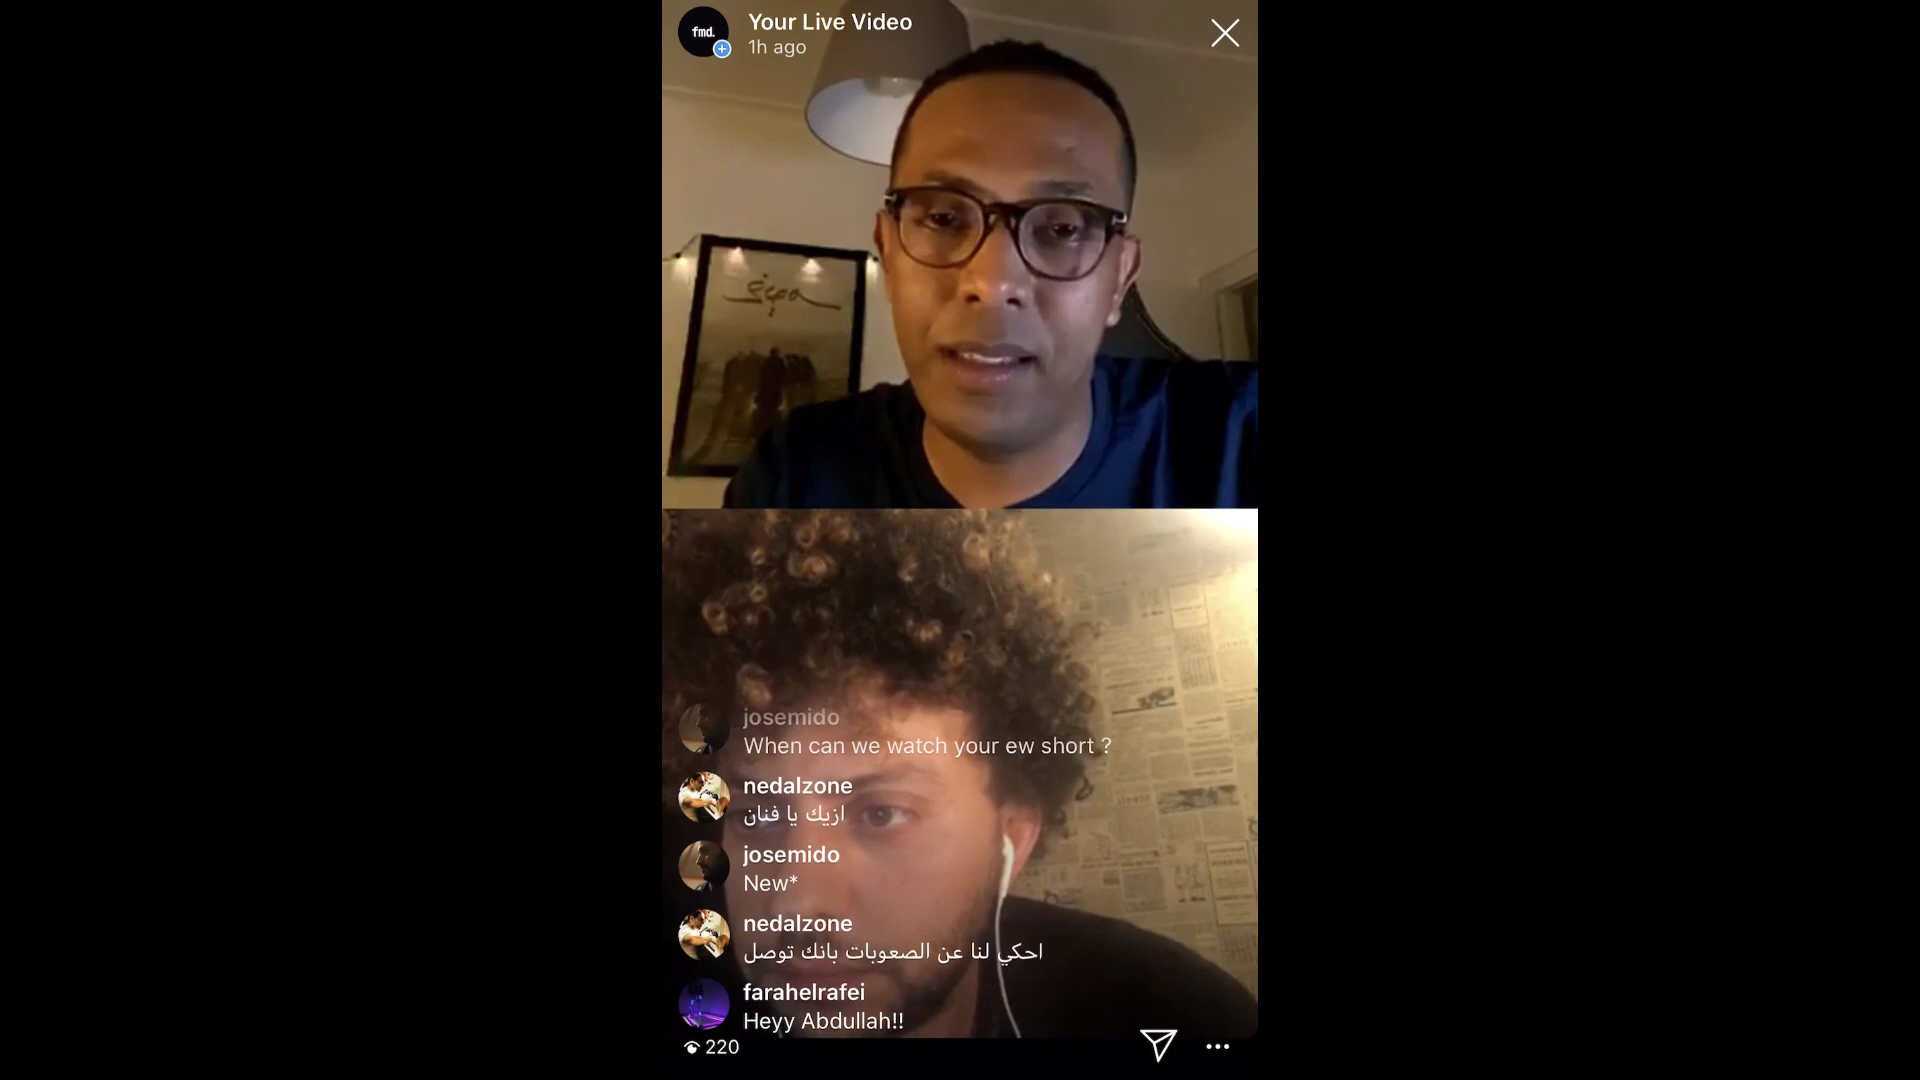 fmd.
Your Live Video
1h ago
josemido
When can we watch your ew short ?
nedalzone
ازيك يا فنان
josemido
New*
nedalzone
احكي لنا عن الصعوبات بانك توصل
farahelrafei
Heyy Abdullah!!
220